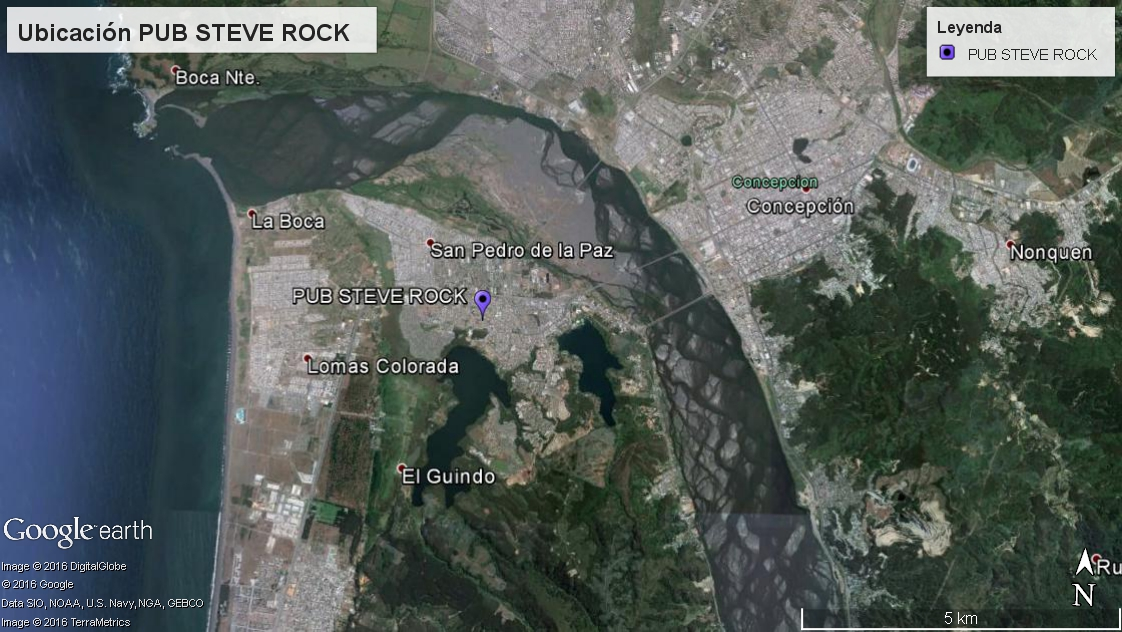 Ubicación PUB STEVE ROCK
Leyenda
PUB STEVE ROCK
Boca Nte.
Concepcion
Concepción
La Boca
San Pedro de la Paz
Nonquen
PUB STEVE ROCK
Lomas Colorada
El Guindo
Google earth
Image © 2016 DigitalGlobe
© 2016 Google
Data SIO, NOAA, U.S. Navy, NGA, GEBCO
Image © 2016 TerraMetrics
Ru
N
5 km